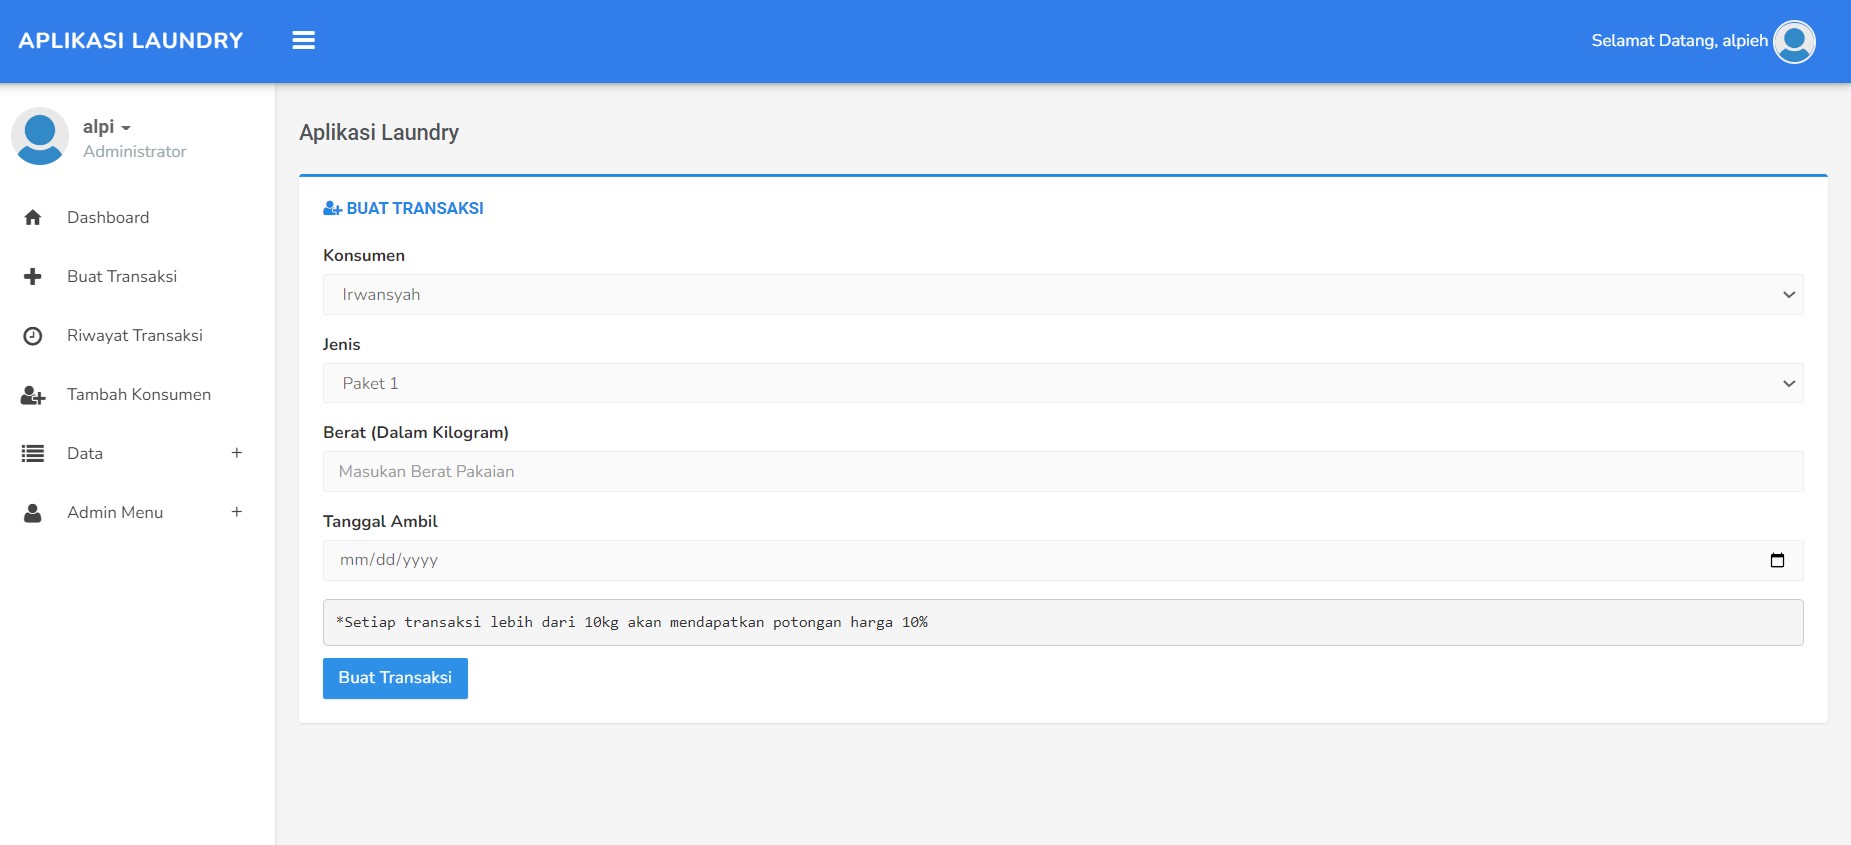 APLIKASI LAUNDRY
Selamat Datang, alpieh
alpi
Administrator
Dashboard
Buat Transaksi
Riwayat Transaksi
Tambah Konsumen
Data +
Admin Menu +
Aplikasi Laundry
BUAT TRANSAKSI
Konsumen
Irwansyah
Jenis
Paket 1
Berat (Dalam Kilogram)
Masukan Berat Pakaian
Tanggal Ambil
mm/dd/yyyy
*Setiap transaksi lebih dari 10kg akan mendapatkan potongan harga 10%
Buat Transaksi